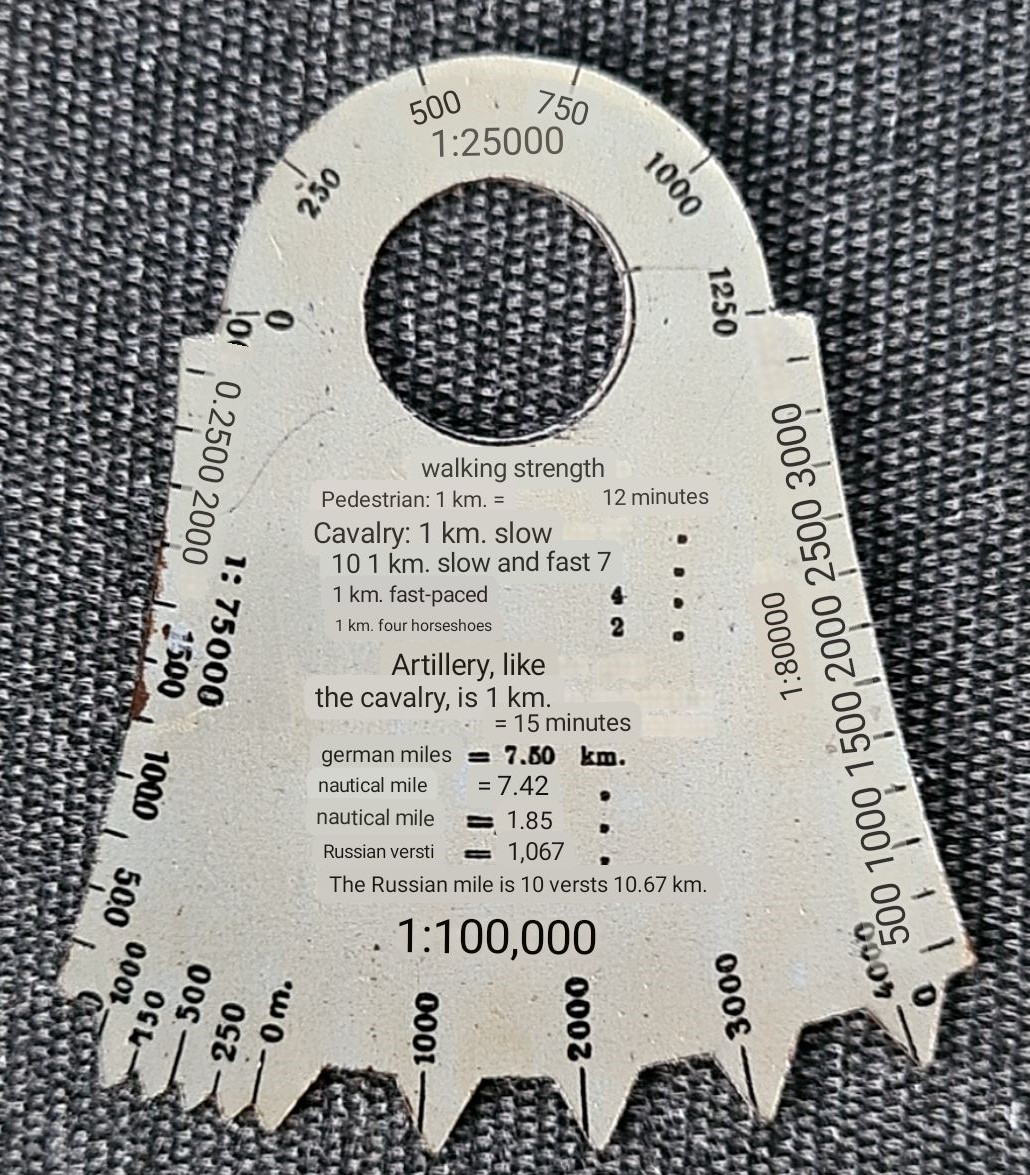 500 750
1:25000
250
1000
0
1250
0.2500 2000
1500
1000
500
0
1: 75000
3000
2500
2000
1500
1000
500
0
1:80000
walking strength
Pedestrian: 1 km. = 12 minutes
Cavalry: 1 km. slow
10 1 km. slow and fast 7
1 km. fast-paced 4
1 km. four horseshoes 2
Artillery, like
the cavalry, is 1 km.
= 15 minutes
german miles = 7.50 km.
nautical mile = 7.42
nautical mile = 1.85
Russian versti = 1,067
The Russian mile is 10 versts 10.67 km.
1:100,000
1000 750 500 250 0 m. 1000 2000 3000 4000